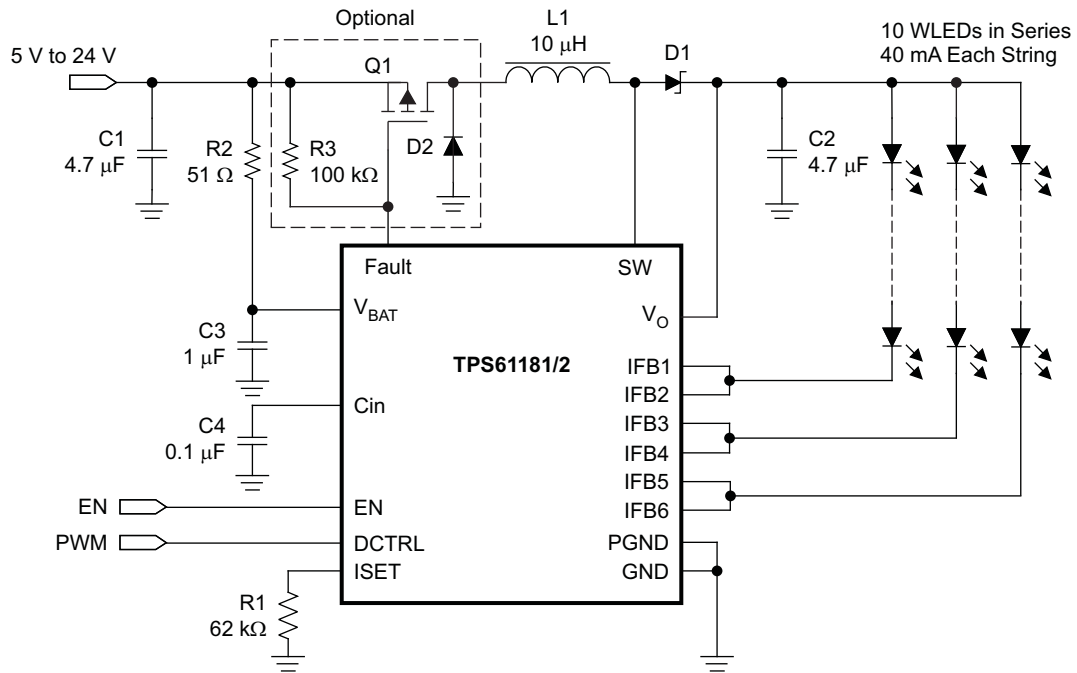 Optional
L1
10 μH
10 WLEDs in Series
40 mA Each String
5 V to 24 V
Q1
D1
C1
4.7 μF
R2
51 Ω
R3
100 kΩ
D2
C2
4.7 μF
Fault
SW
VBAT
VO
C3
1 μF
TPS61181/2
IFB1
IFB2
Cin
C4
0.1 μF
IFB3
IFB4
IFB5
IFB6
EN
EN
PWM
DCTRL
PGND
ISET
GND
R1
62 kΩ